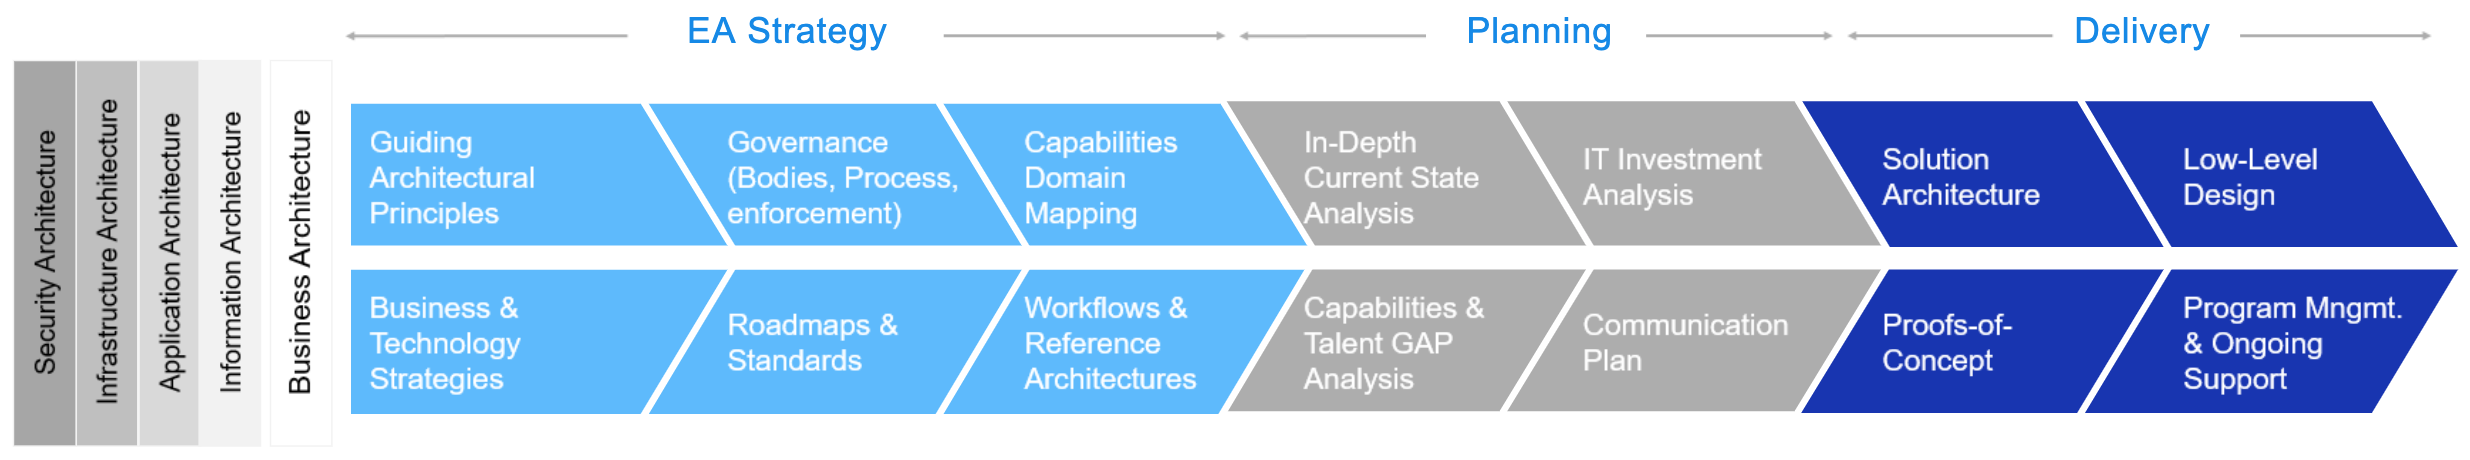 EA Strategy
Planning
Delivery
Security Architecture
Infrastructure Architecture
Application Architecture
Information Architecture
Business Architecture
Guiding
Architectural
Principles
Governance
(Bodies, Process,
enforcement)
Capabilities
Domain
Mapping
In-Depth
Current State
Analysis
IT Investment
Analysis
Solution
Architecture
Low-Level
Design
Business &
Technology
Strategies
Roadmaps &
Standards
Workflows &
Reference
Architectures
Capabilities &
Talent GAP
Analysis
Communication
Plan
Proofs-of-
Concept
Program Mngmt.
& Ongoing
Support